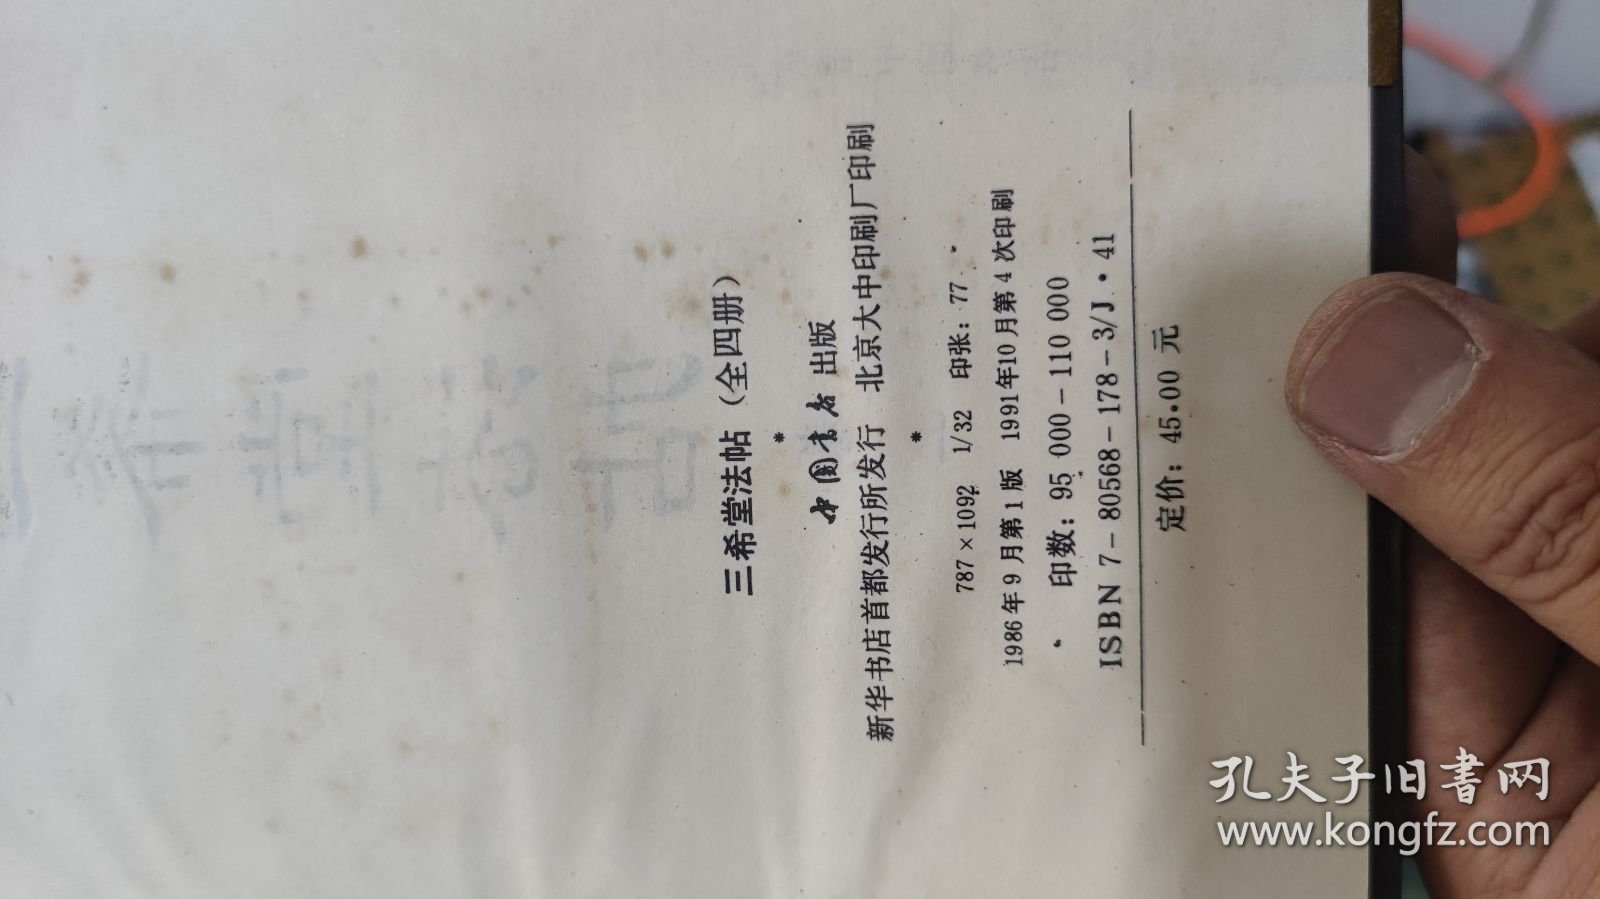 三希堂法帖（全四册）
*
中国书店 出版
新华书店首都发行所发行 北京大中印刷厂印刷
*
787×1092 1/32 印张：77
1986年9月第1版 1991年10月第4次印刷
印数：95 000-110 000
ISBN 7-80568-178-3/J·41
定价：45.00 元
孔夫子旧书网
www.kongfz.com